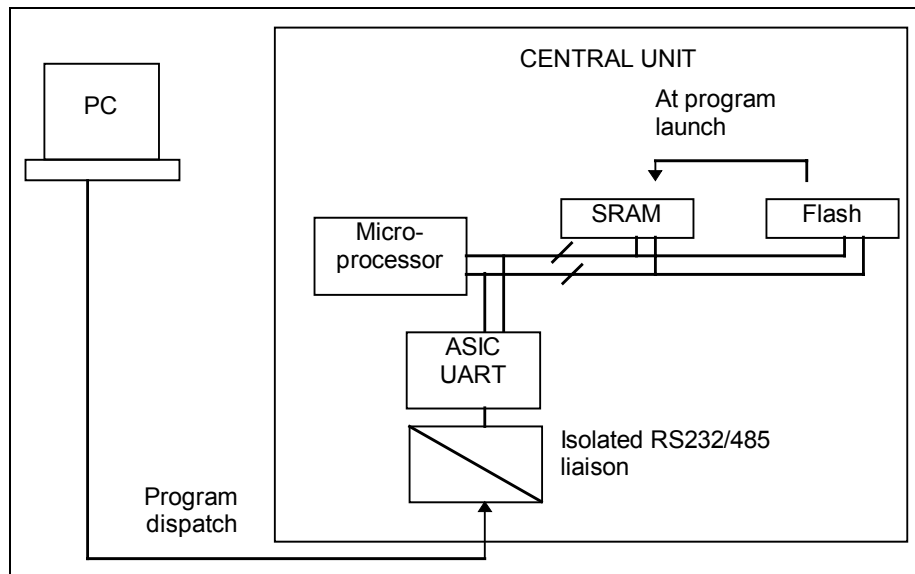 CENTRAL UNIT
PC
At program
launch
SRAM
Flash
Micro-
processor
ASIC
UART
Isolated RS232/485
liaison
Program
dispatch